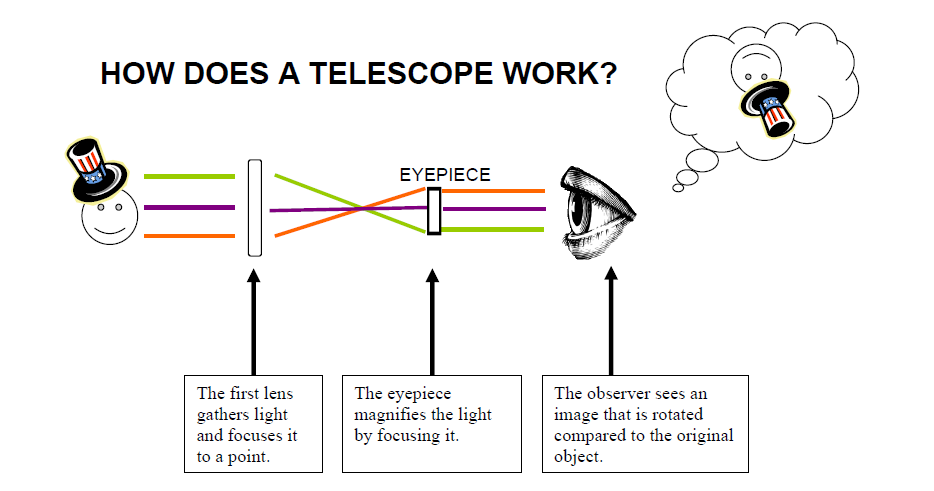 HOW DOES A TELESCOPE WORK?
EYEPIECE
The first lens
gathers light
and focuses it
to a point.
The eyepiece
magnifies the light
by focusing it.
The observer sees an
image that is rotated
compared to the original
object.